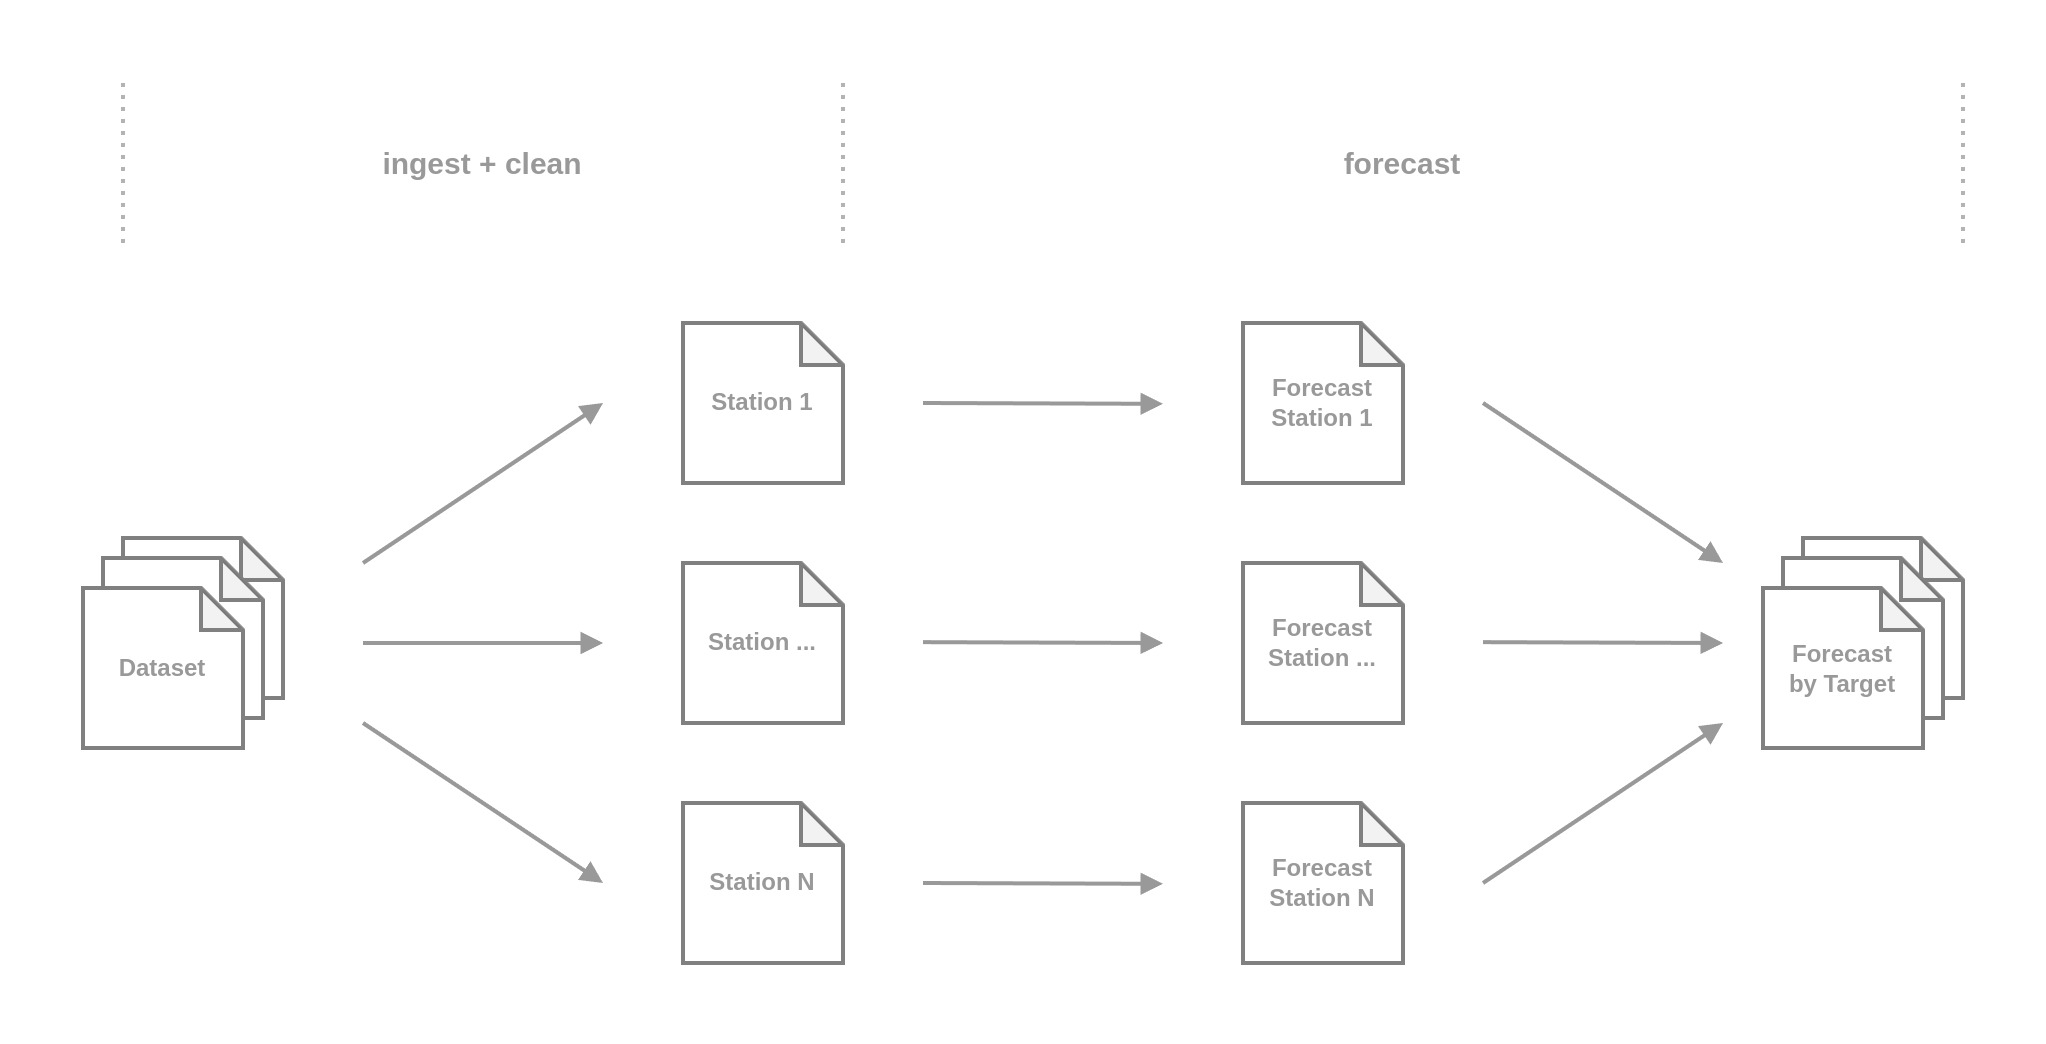 ingest + clean
forecast
Station 1
Forecast
Station 1
Dataset
Station ...
Forecast
Station ...
Forecast
by Target
Station N
Forecast
Station N